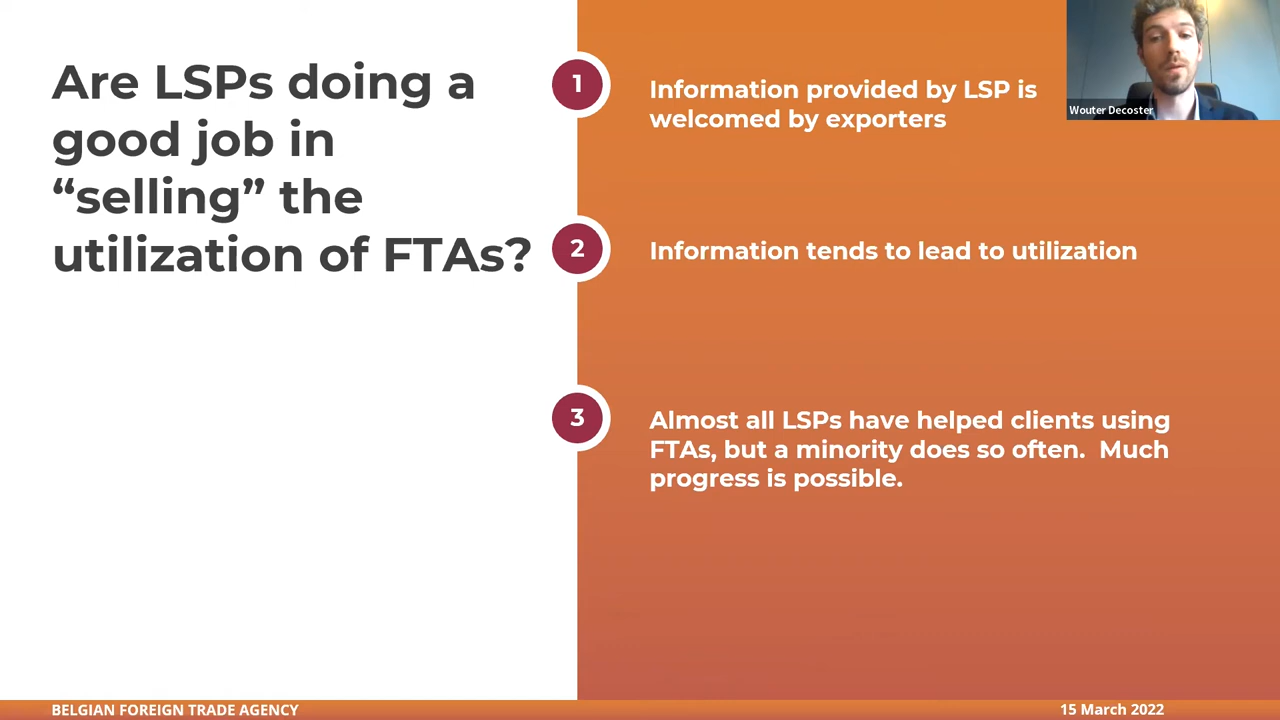 Are LSPs doing a
good job in
“selling” the
utilization of FTAs?
1
Information provided by LSP is
welcomed by exporters
2
Information tends to lead to utilization
3
Almost all LSPs have helped clients using
FTAs, but a minority does so often.  Much
progress is possible.
Wouter Decoster
BELGIAN FOREIGN TRADE AGENCY
15 March 2022